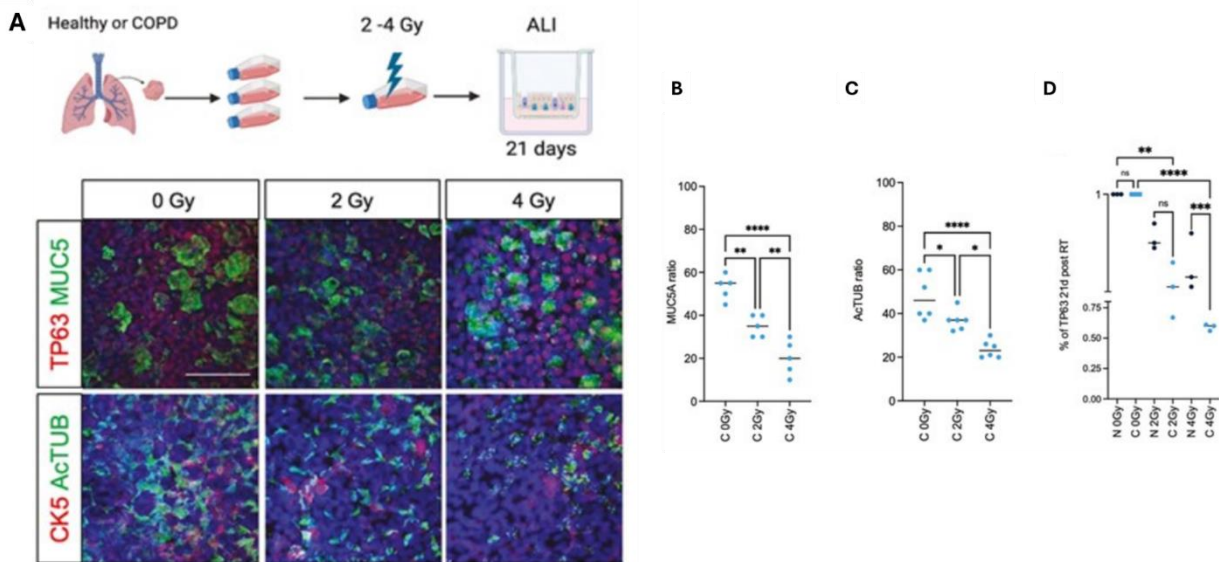 A
Healthy or COPD
2 -4 Gy
ALI
21 days
0 Gy
2 Gy
4 Gy
TP63 MUC5
CK5 AcTUB
B
MUC5A ratio
100
80
60
40
20
0
****
**
**
C 0Gy
C 2Gy
C 4Gy
C
AcTUB ratio
100
80
60
40
20
0
****
*
*
C 0Gy
C 2Gy
C 4Gy
D
% of TP63 21d post RT
1
0.75
0.50
0.25
0.00
**
ns
****
ns
***
N 0Gy
C 0Gy
N 2Gy
C 2Gy
N 4Gy
C 4Gy